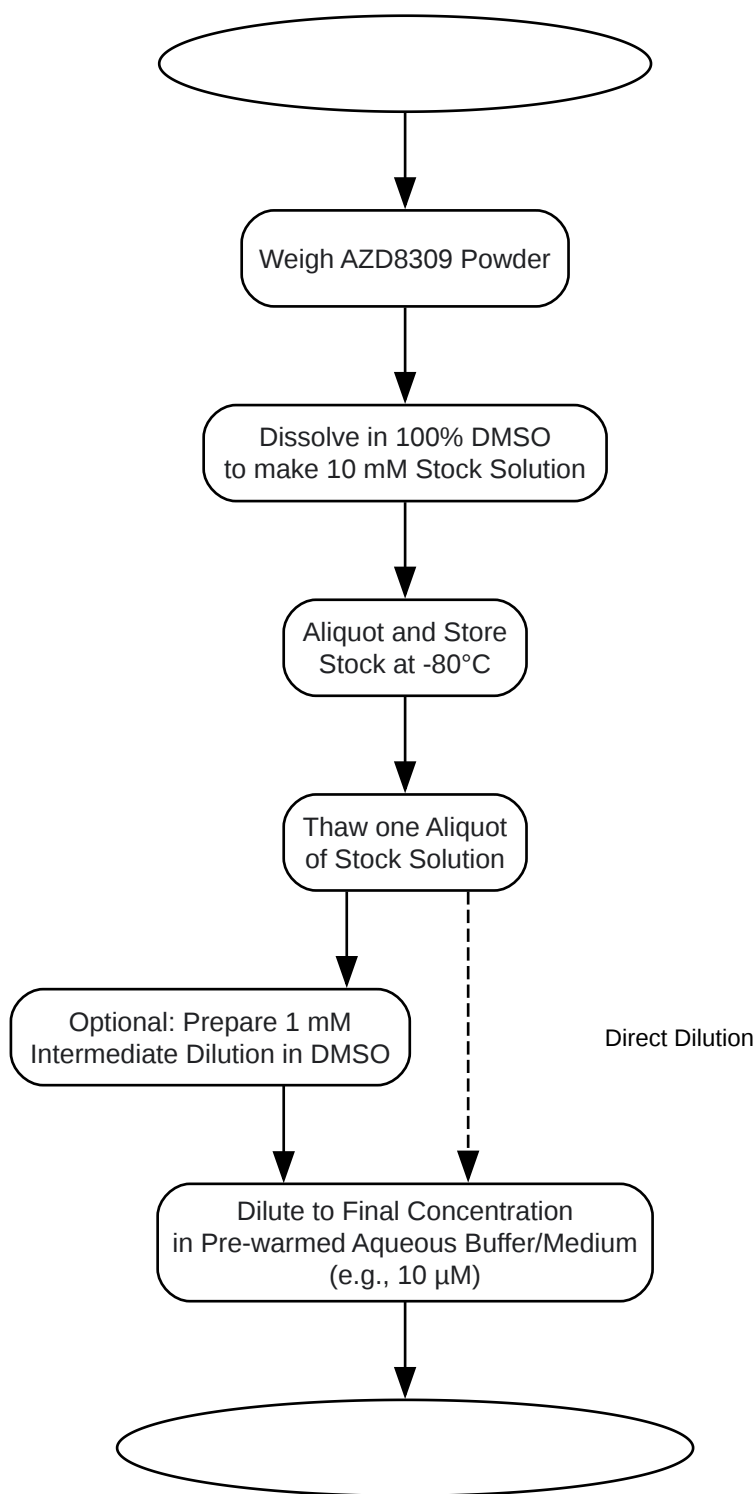 Weigh AZD8309 Powder
Dissolve in 100% DMSO
to make 10 mM Stock Solution
Aliquot and Store
Stock at -80°C
Thaw one Aliquot
of Stock Solution
Optional: Prepare 1 mM
Intermediate Dilution in DMSO
Direct Dilution
Dilute to Final Concentration
in Pre-warmed Aqueous Buffer/Medium
(e.g., 10 µM)